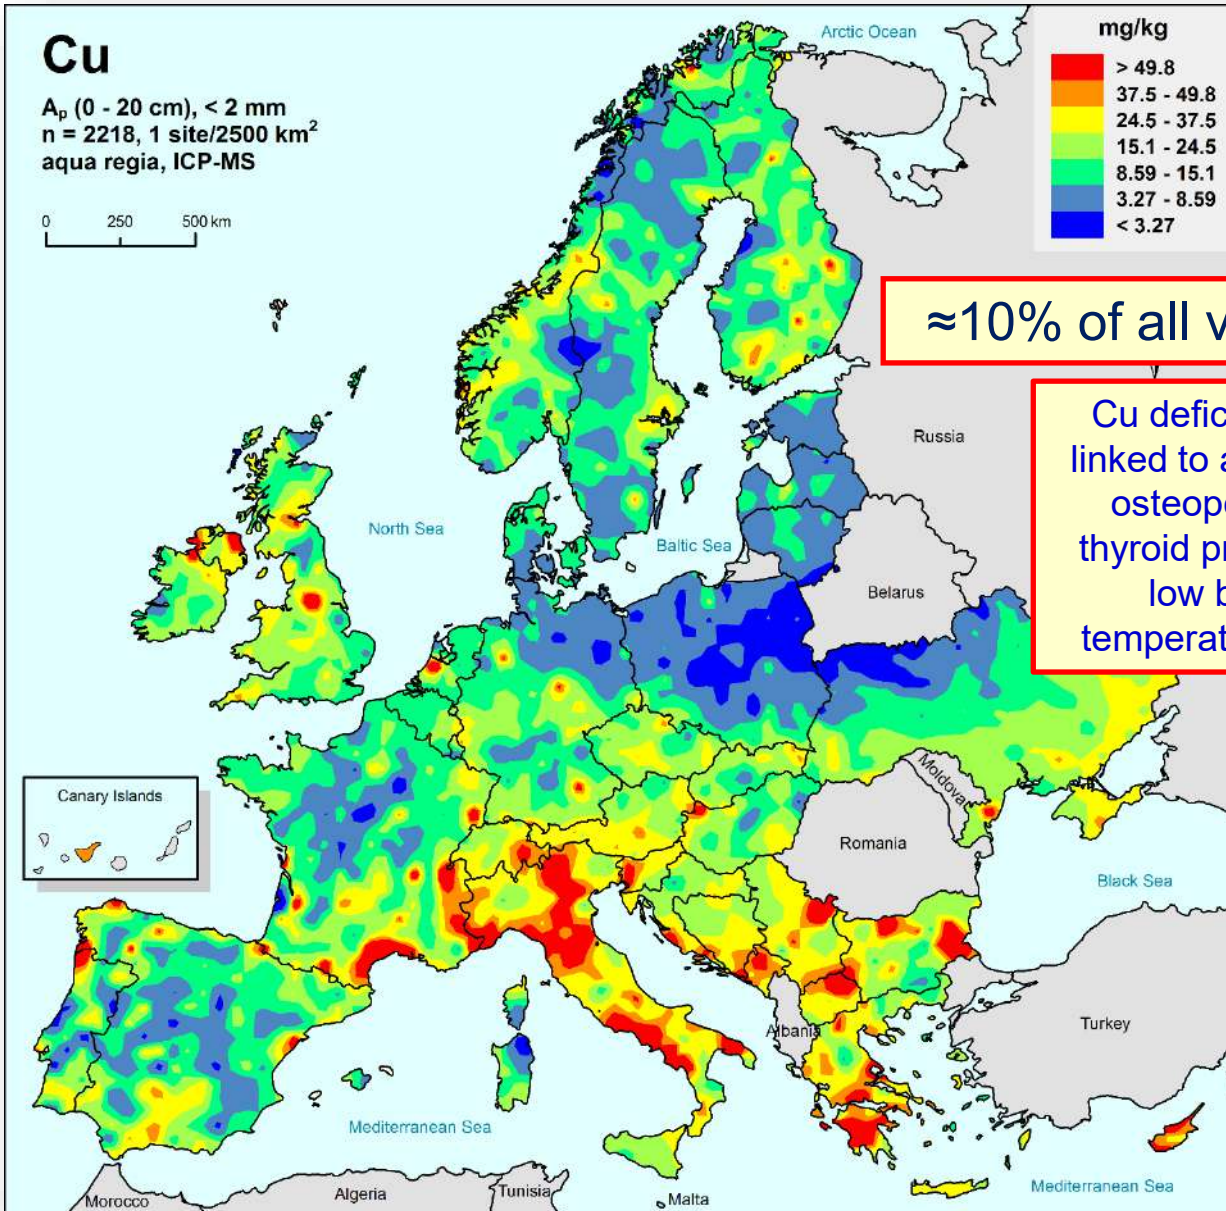 Cu
Aₚ (0 - 20 cm), < 2 mm
n = 2218, 1 site/2500 km²
aqua regia, ICP-MS
0 250 500 km
mg/kg
> 49.8
37.5 - 49.8
24.5 - 37.5
15.1 - 24.5
8.59 - 15.1
3.27 - 8.59
< 3.27
Arctic Ocean
≈10% of all v
Cu defic
linked to a
osteop
thyroid pr
low b
temperat
Russia
North Sea
Baltic Sea
Belarus
Canary Islands
Moldova
Romania
Black Sea
Albania
Turkey
Mediterranean Sea
Mediterranean Sea
Morocco
Algeria
Tunisia
Malta